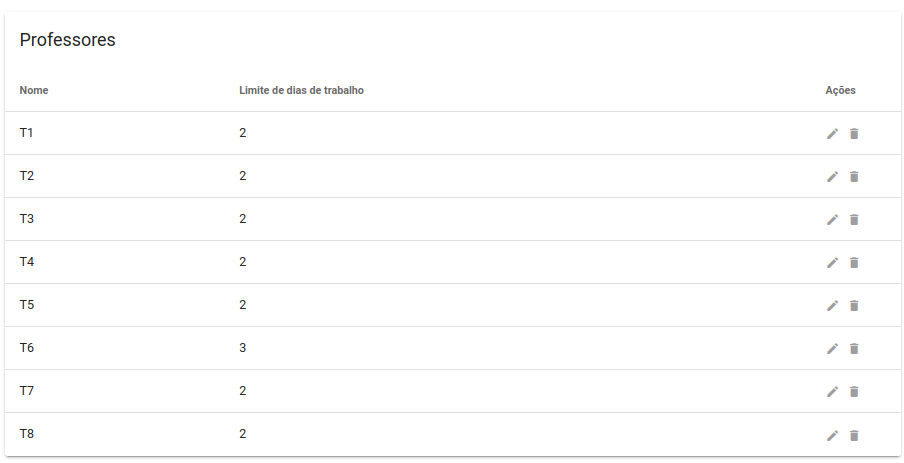 Professores
Nome Limite de dias de trabalho Ações
T1 2
T2 2
T3 2
T4 2
T5 2
T6 3
T7 2
T8 2